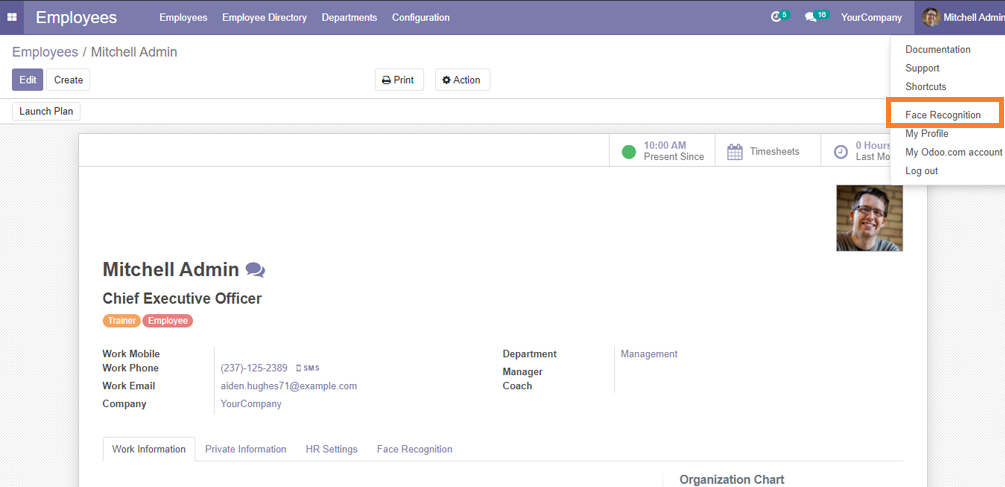 Employees Employees Employee Directory Departments Configuration 5 16 YourCompany Mitchell Admin
Employees / Mitchell Admin
Edit Create Print Action
Launch Plan
Documentation
Support
Shortcuts
Face Recognition
My Profile
My Odoo.com account
Log out
10:00 AM
Present Since
Timesheets
0 Hours
Last Mo
Mitchell Admin
Chief Executive Officer
Trainer Employee
Work Mobile
Work Phone (237)-125-2389 SMS
Work Email aiden.hughes71@example.com
Company YourCompany
Department Management
Manager
Coach
Work Information Private Information HR Settings Face Recognition
Organization Chart